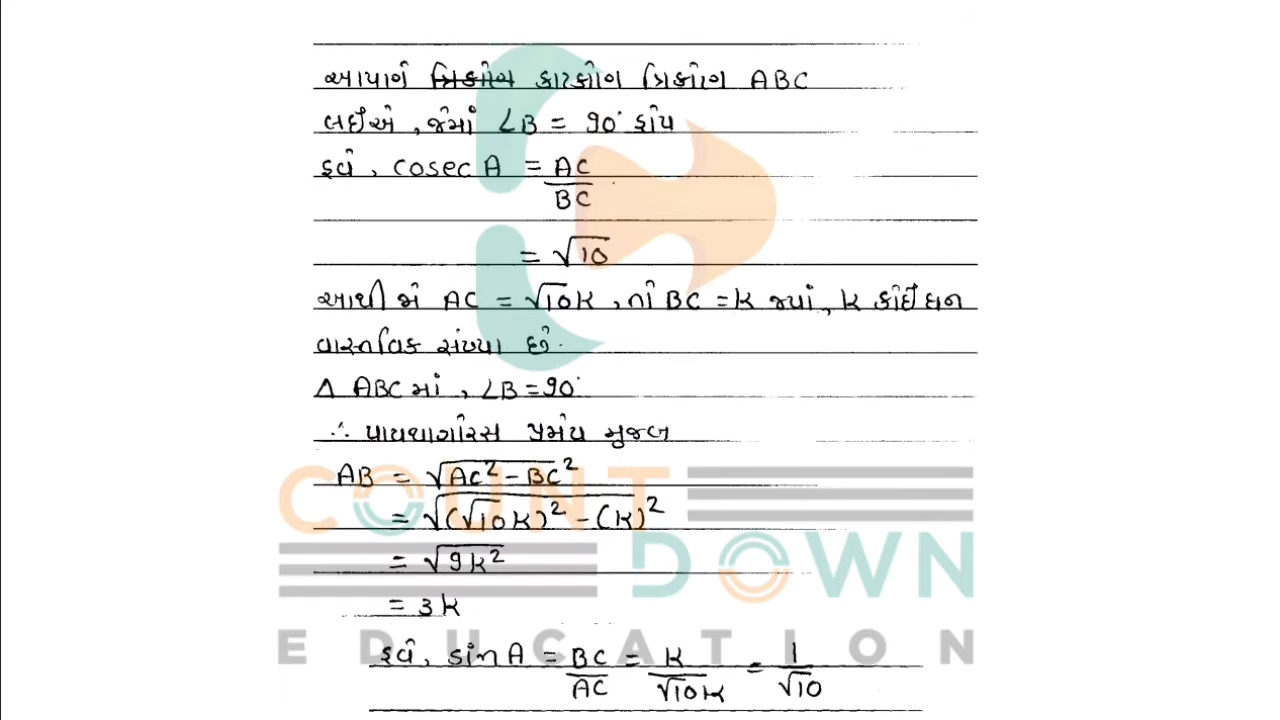 આપણે ત્રિકોણ કાટકોણ ત્રિકોણ ABC
લઈએ , જેમાં ∠B = 90° હોય
હવે , cosec A = AC/BC
= √10
આથી જો AC = √10k , તો BC = k જ્યાં , k કોઈ ધન
વાસ્તવિક સંખ્યા છે.
Δ ABC માં , ∠B = 90°
∴ પાયથાગોરસ પ્રમેય મુજબ
AB = √AC² − BC²
= √(√10k)² − (k)²
= √9k²
= 3k
હવે , sin A = BC/AC = k/√10k = 1/√10
COUNT
DOWN
EDUCATION